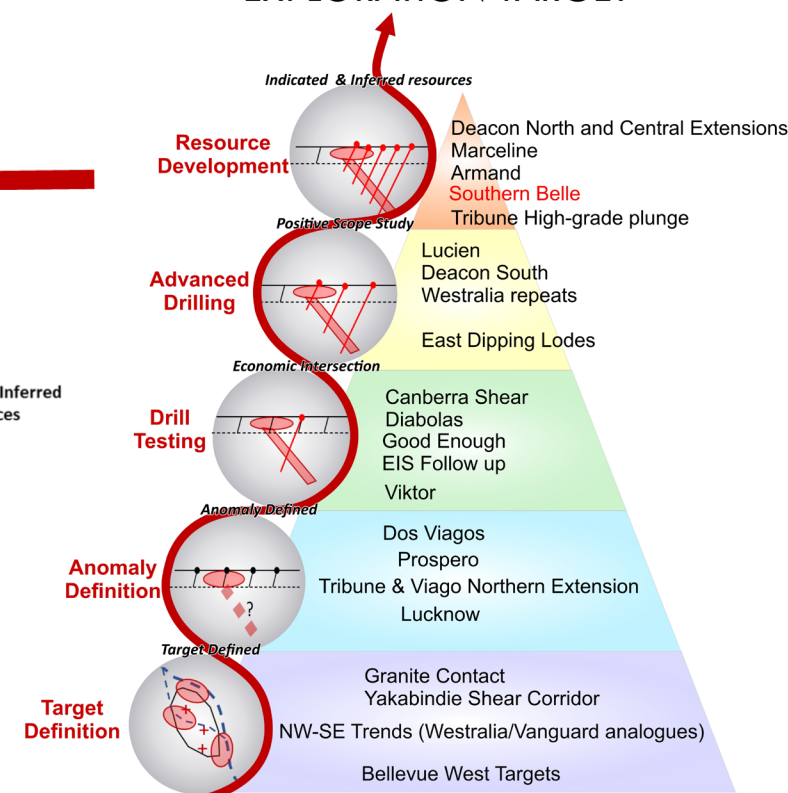 EXPLORATION TARGET
Indicated & Inferred resources
Resource
Development
Deacon North and Central Extensions
Marceline
Armand
Southern Belle
Tribune High-grade plunge
Positive Scope Study
Advanced
Drilling
Lucien
Deacon South
Westralia repeats
East Dipping Lodes
Economic Intersection
Inferred
ces
Drill
Testing
Canberra Shear
Diabolas
Good Enough
EIS Follow up
Viktor
Anomaly Defined
Anomaly
Definition
?
Dos Viagos
Prospero
Tribune & Viago Northern Extension
Lucknow
Target Defined
Target
Definition
Granite Contact
Yakabindie Shear Corridor
NW-SE Trends (Westralia/Vanguard analogues)
Bellevue West Targets